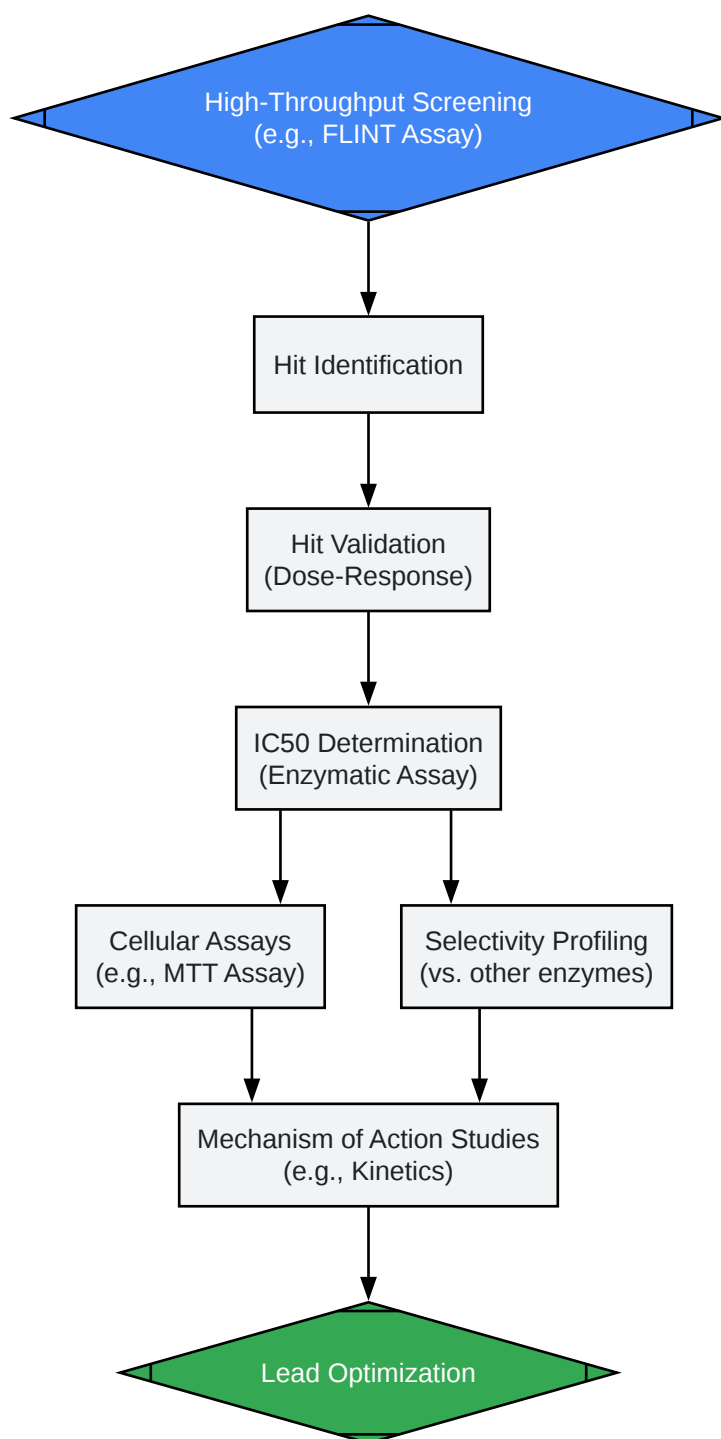 High-Throughput Screening
(e.g., FLINT Assay)
Hit Identification
Hit Validation
(Dose-Response)
IC50 Determination
(Enzymatic Assay)
Cellular Assays
(e.g., MTT Assay)
Selectivity Profiling
(vs. other enzymes)
Mechanism of Action Studies
(e.g., Kinetics)
Lead Optimization